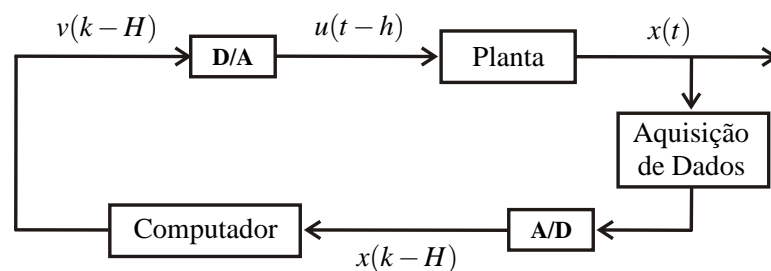 v(k − H)
D/A
u(t − h)
Planta
x(t)
Aquisição
de Dados
Computador
x(k − H)
A/D